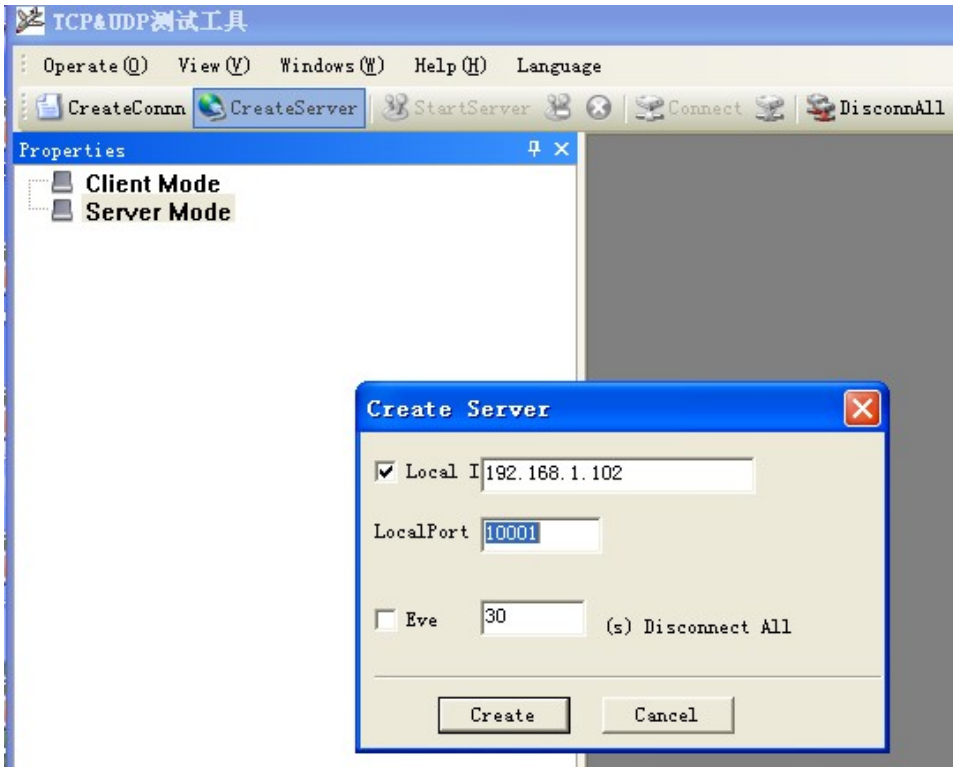 TCP&UDP测试工具
Operate(O) View(V) Windows(W) Help(H) Language
CreateConnn CreateServer StartServer Connect DisconnAll
Properties
Client Mode
Server Mode
Create Server
Local I 192.168.1.102
LocalPort 10001
Eve 30 (s) Disconnect All
Create Cancel